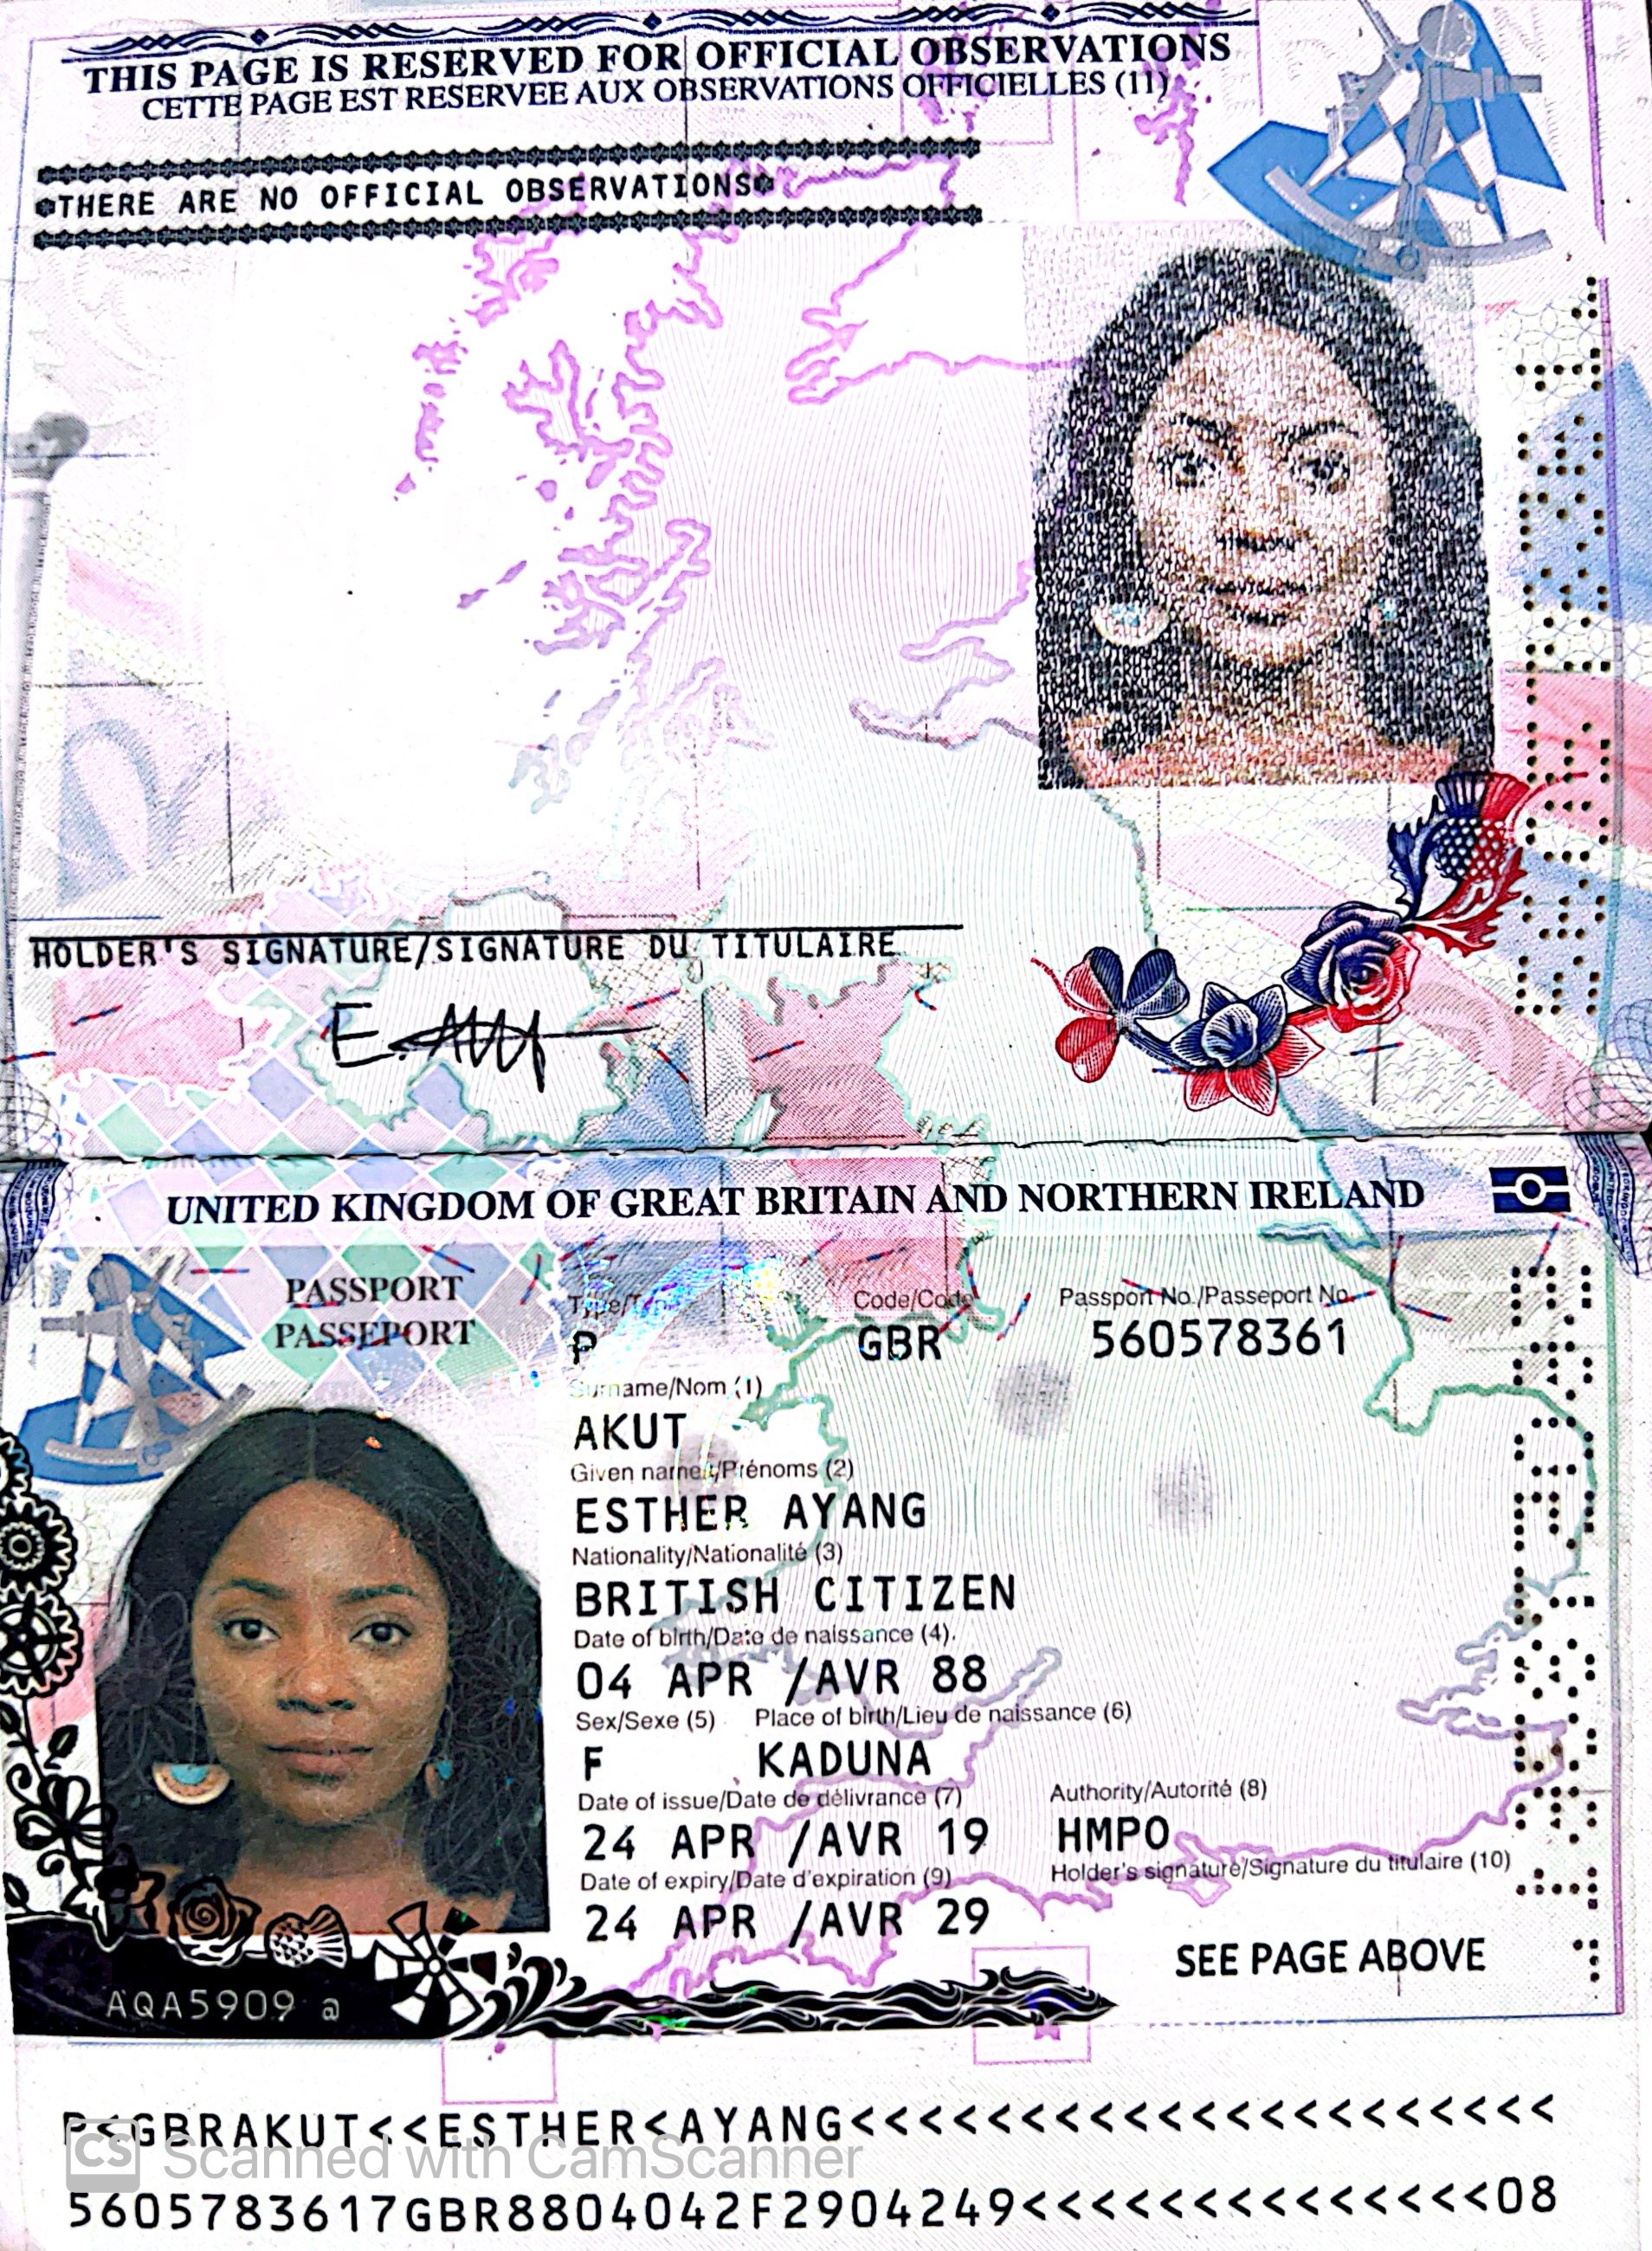 THIS PAGE IS RESERVED FOR OFFICIAL OBSERVATIONS
CETTE PAGE EST RESERVEE AUX OBSERVATIONS OFFICIELLES (11)
THERE ARE NO OFFICIAL OBSERVATIONS
HOLDER'S SIGNATURE/SIGNATURE DU TITULAIRE
UNITED KINGDOM OF GREAT BRITAIN AND NORTHERN IRELAND
PASSPORT
PASSEPORT
Code/Code Passport No./Passeport No.
P GBR 560578361
Surname/Nom (1)
AKUT
Given names/Prénoms (2)
ESTHER AYANG
Nationality/Nationalité (3)
BRITISH CITIZEN
Date of birth/Date de naissance (4)
04 APR /AVR 88
Sex/Sexe (5) Place of birth/Lieu de naissance (6)
F KADUNA
Date of issue/Date de délivrance (7) Authority/Autorité (8)
24 APR /AVR 19 HMPO
Date of expiry/Date d'expiration (9) Holder's signature/Signature du titulaire (10)
24 APR /AVR 29
SEE PAGE ABOVE
AQA5909 a
P<GBRAKUT<<ESTHER<AYANG<<<<<<<<<<<<<<<<<<<<<
CS Scanned with CamScanner
5605783617GBR8804042F2904249<<<<<<<<<<<<<<08